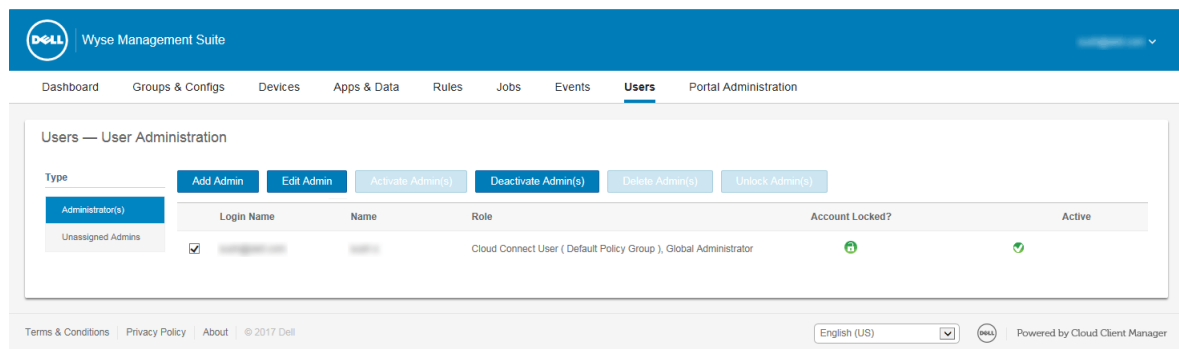 DELL Wyse Management Suite
Dashboard Groups & Configs Devices Apps & Data Rules Jobs Events Users Portal Administration
Users — User Administration
Type
Add Admin Edit Admin Activate Admin(s) Deactivate Admin(s) Delete Admin(s) Unlock Admin(s)
Administrator(s)
Login Name Name Role Account Locked? Active
Unassigned Admins
Cloud Connect User ( Default Policy Group ), Global Administrator
Terms & Conditions Privacy Policy About © 2017 Dell English (US) DELL Powered by Cloud Client Manager